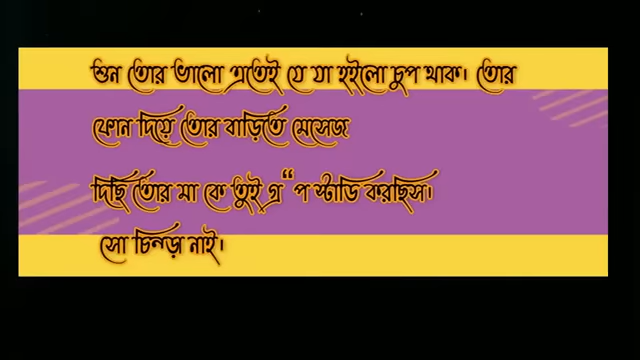 শুন তোর ভালো এতেই যে যা হইলো চুপ থাক। তোর
ফোন দিয়ে তোর বাড়িতে মেসেজ
দিছি তোর মা কে তুই গ্র“প স্টাডি করছিস।
সো চিন্তা নাই।